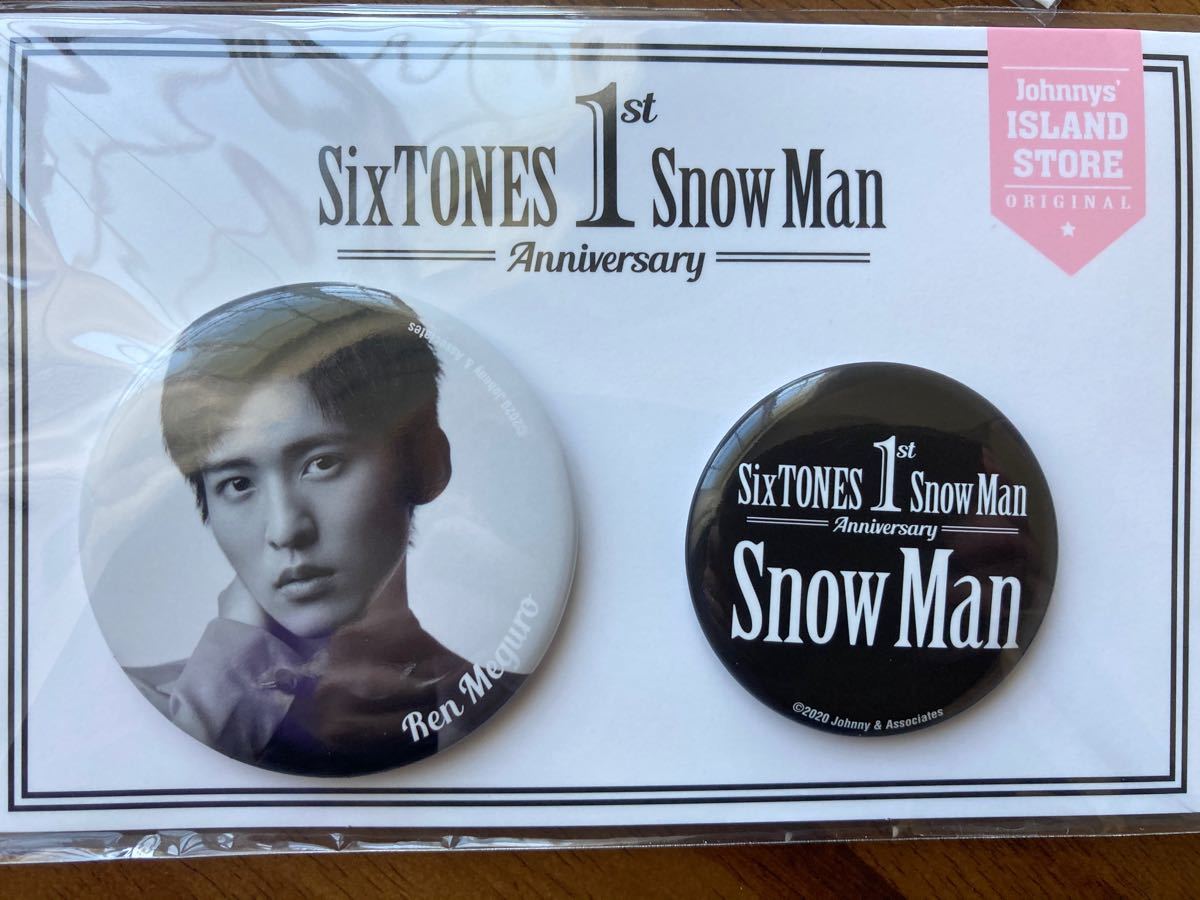 SixTONES 1st Snow Man
Anniversary
Johnnys'
ISLAND
STORE
ORIGINAL
©2020 Johnny & Associates
Ren Meguro
SixTONES 1st Snow Man
Anniversary
Snow Man
©2020 Johnny & Associates